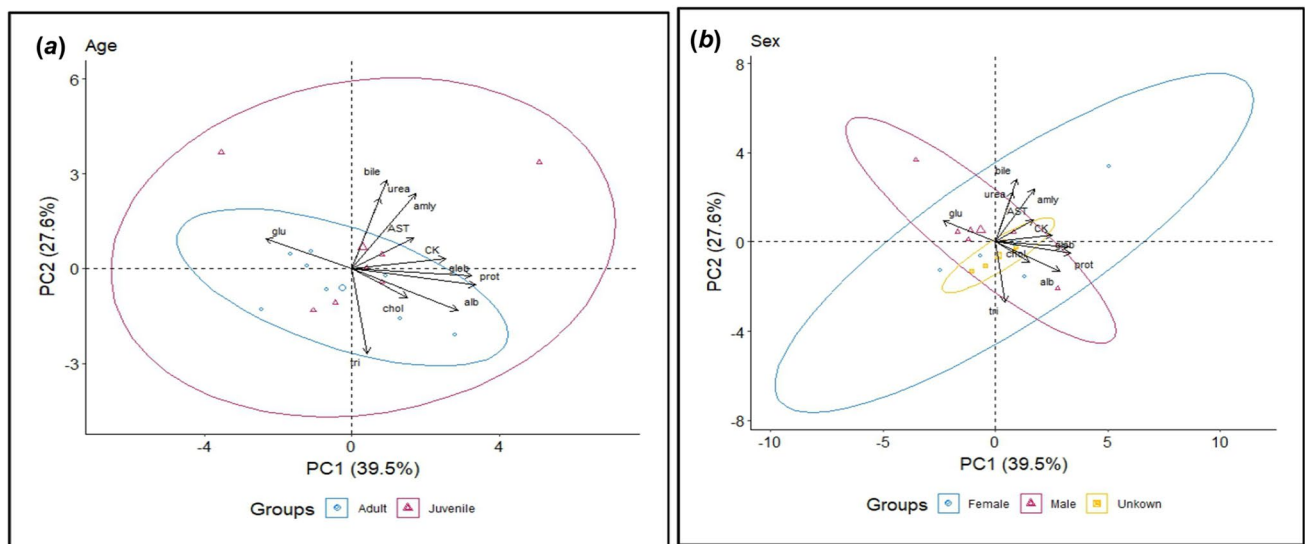 (a) Age
6
3
0
-3
-4 0 4
PC2 (27.6%)
PC1 (39.5%)
bile
urea
amly
glu
AST
CK
prot
alb
chol
tri
Groups Adult Juvenile
(b) Sex
8
4
0
-4
-8
-10 -5 0 5 10
PC2 (27.6%)
PC1 (39.5%)
bile
urea
amly
glu
AST
CK
prot
chol
alb
tri
Groups Female Male Unkown